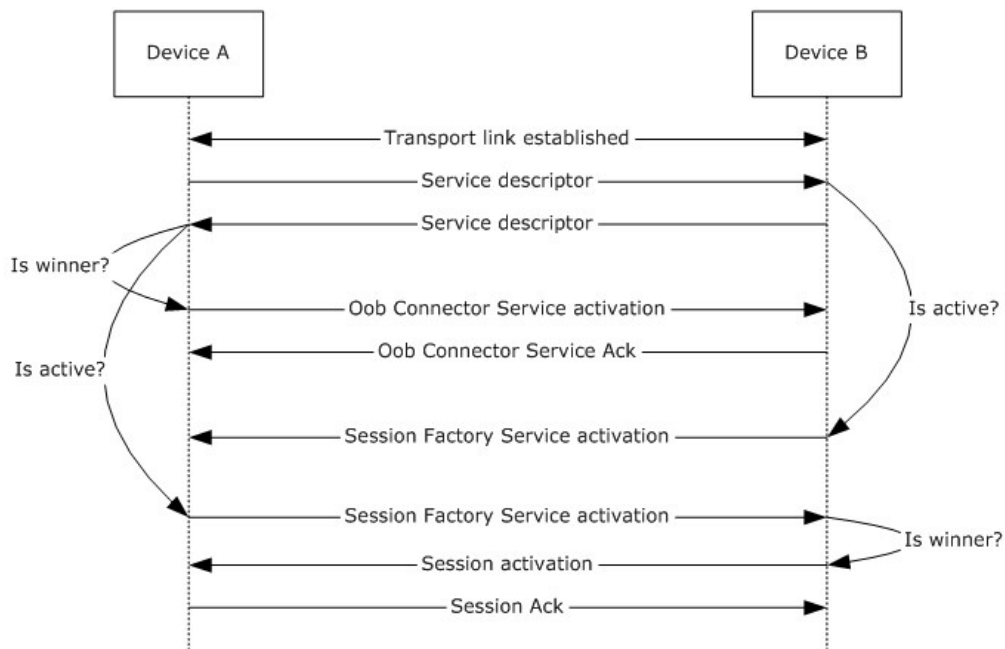 Device A
Device B
Transport link established
Service descriptor
Service descriptor
Is winner?
Oob Connector Service activation
Is active?
Oob Connector Service Ack
Is active?
Session Factory Service activation
Session Factory Service activation
Is winner?
Session activation
Session Ack